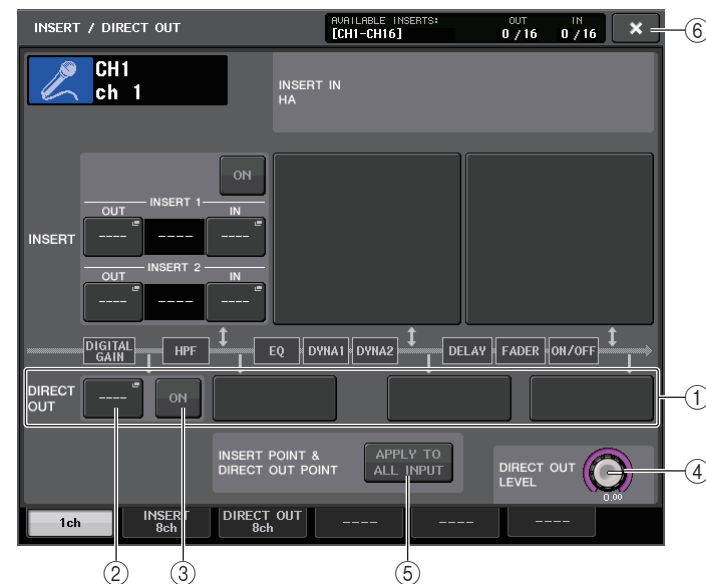 INSERT / DIRECT OUT
AVAILABLE INSERTS: OUT IN
[CH1-CH16] 0 /16 0 /16
×
⑥
CH1
ch 1
INSERT IN
HA
ON
INSERT 1
OUT IN
INSERT
---- ---- ----
INSERT 2
OUT IN
---- ---- ----
DIGITAL GAIN HPF EQ DYNA1 DYNA2 DELAY FADER ON/OFF
DIRECT OUT
---- ON
①
INSERT POINT &
DIRECT OUT POINT
APPLY TO
ALL INPUT
DIRECT OUT
LEVEL
0.00
④
1ch
INSERT
8ch
DIRECT OUT
8ch
---- ---- ----
② ③ ⑤